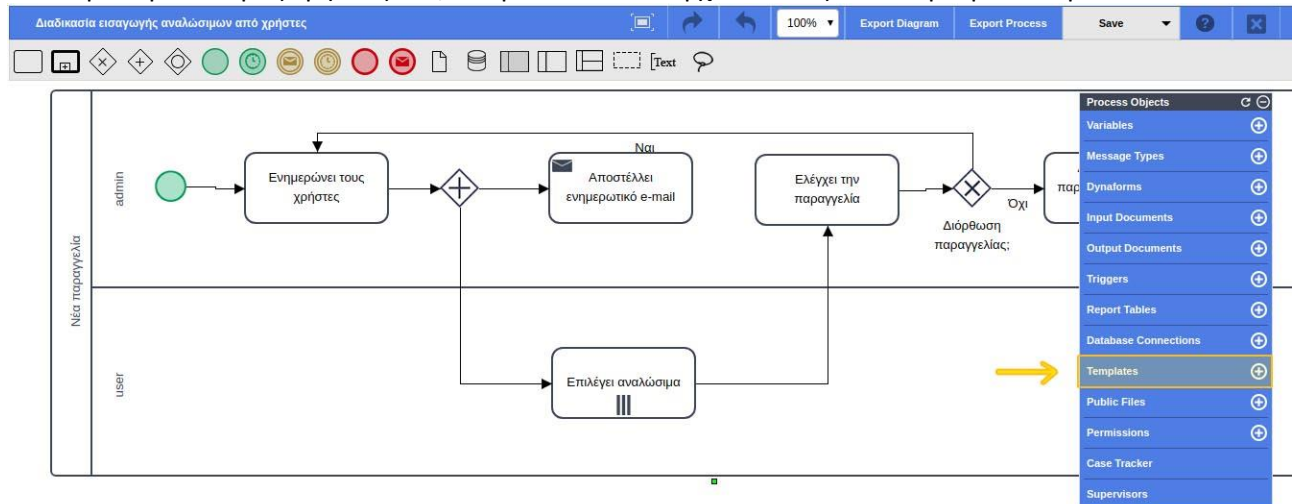 Διαδικασία εισαγωγής αναλώσιμων από χρήστες
100%
Export Diagram
Export Process
Save
Text
Νέα παραγγελία
admin
user
Ενημερώνει τους
χρήστες
Ναι
Αποστέλλει
ενημερωτικό e-mail
Ελέγχει την
παραγγελία
Διόρθωση
παραγγελίας;
Όχι
παρ
Επιλέγει αναλώσιμα
Process Objects
Variables
Message Types
Dynaforms
Input Documents
Output Documents
Triggers
Report Tables
Database Connections
Templates
Public Files
Permissions
Case Tracker
Supervisors